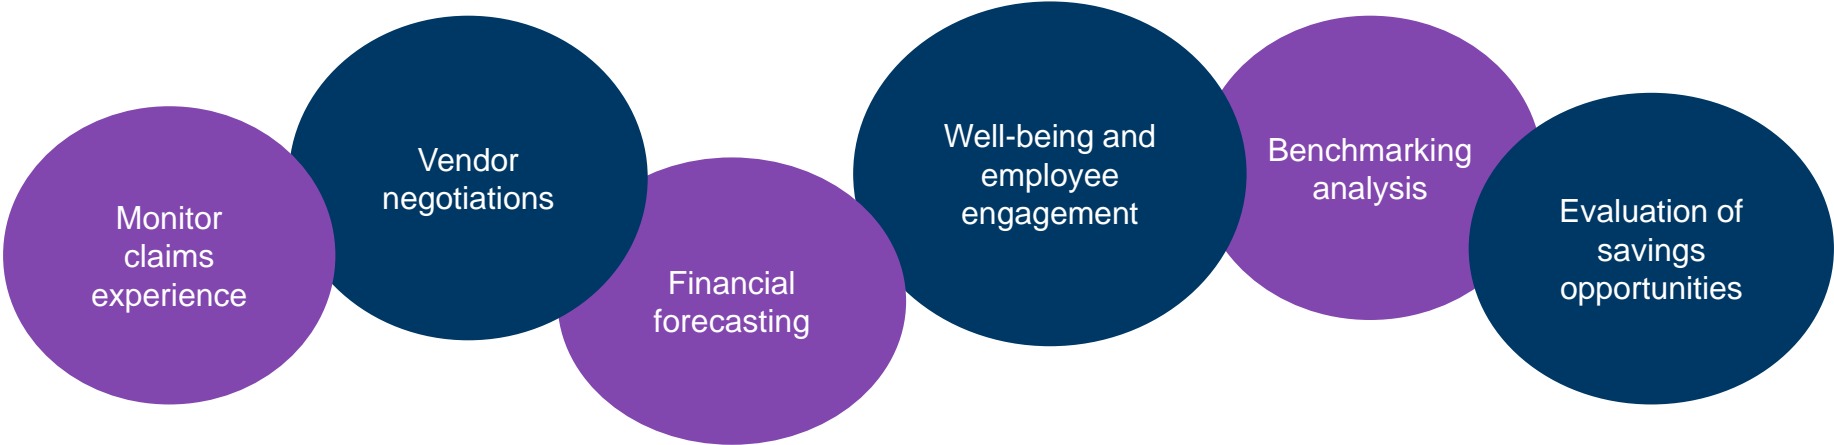 Monitor
claims
experience
Vendor
negotiations
Financial
forecasting
Well-being and
employee
engagement
Benchmarking
analysis
Evaluation of
savings
opportunities